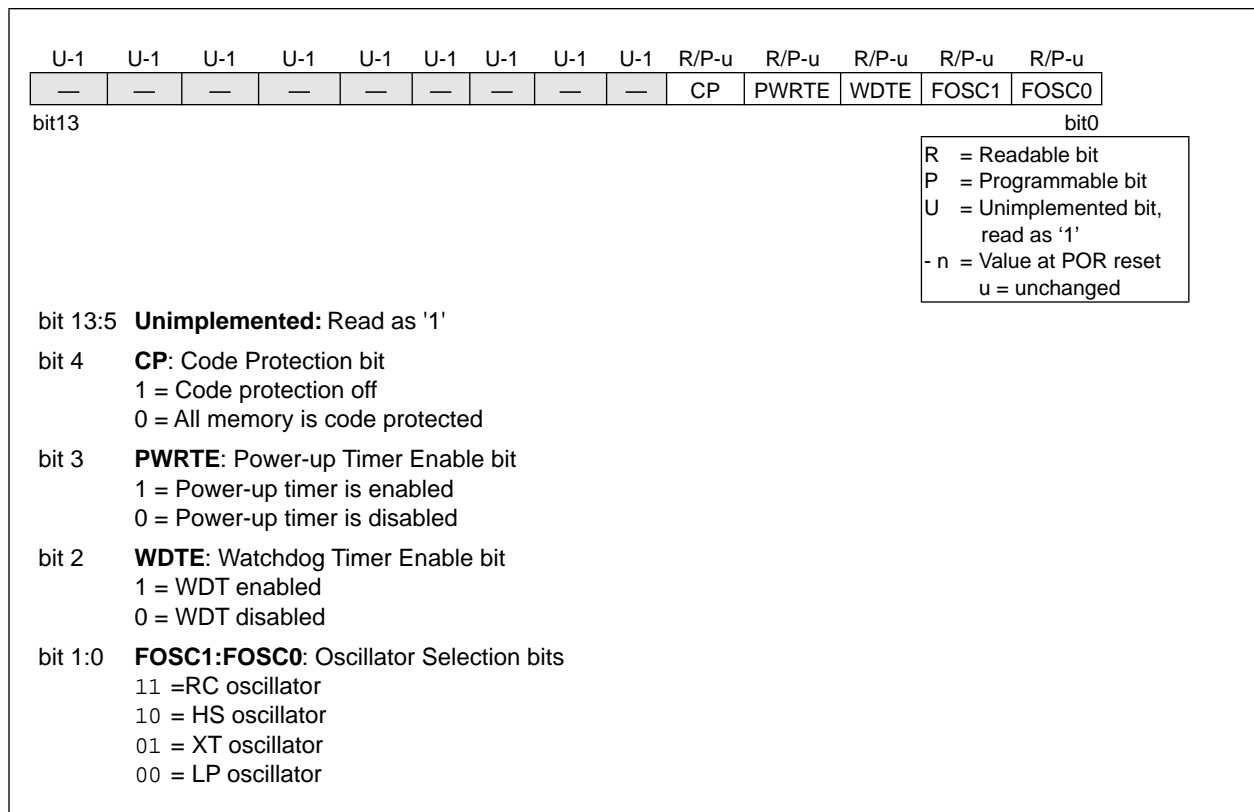 U-1 U-1 U-1 U-1 U-1 U-1 U-1 U-1 U-1 R/P-u R/P-u R/P-u R/P-u R/P-u
— — — — — — — — — CP PWRTE WDTE FOSC1 FOSC0
bit13 bit0
R = Readable bit
P = Programmable bit
U = Unimplemented bit,
read as ‘1’
- n = Value at POR reset
u = unchanged
bit 13:5 Unimplemented: Read as '1'
bit 4 CP: Code Protection bit
1 = Code protection off
0 = All memory is code protected
bit 3 PWRTE: Power-up Timer Enable bit
1 = Power-up timer is enabled
0 = Power-up timer is disabled
bit 2 WDTE: Watchdog Timer Enable bit
1 = WDT enabled
0 = WDT disabled
bit 1:0 FOSC1:FOSC0: Oscillator Selection bits
11 =RC oscillator
10 = HS oscillator
01 = XT oscillator
00 = LP oscillator